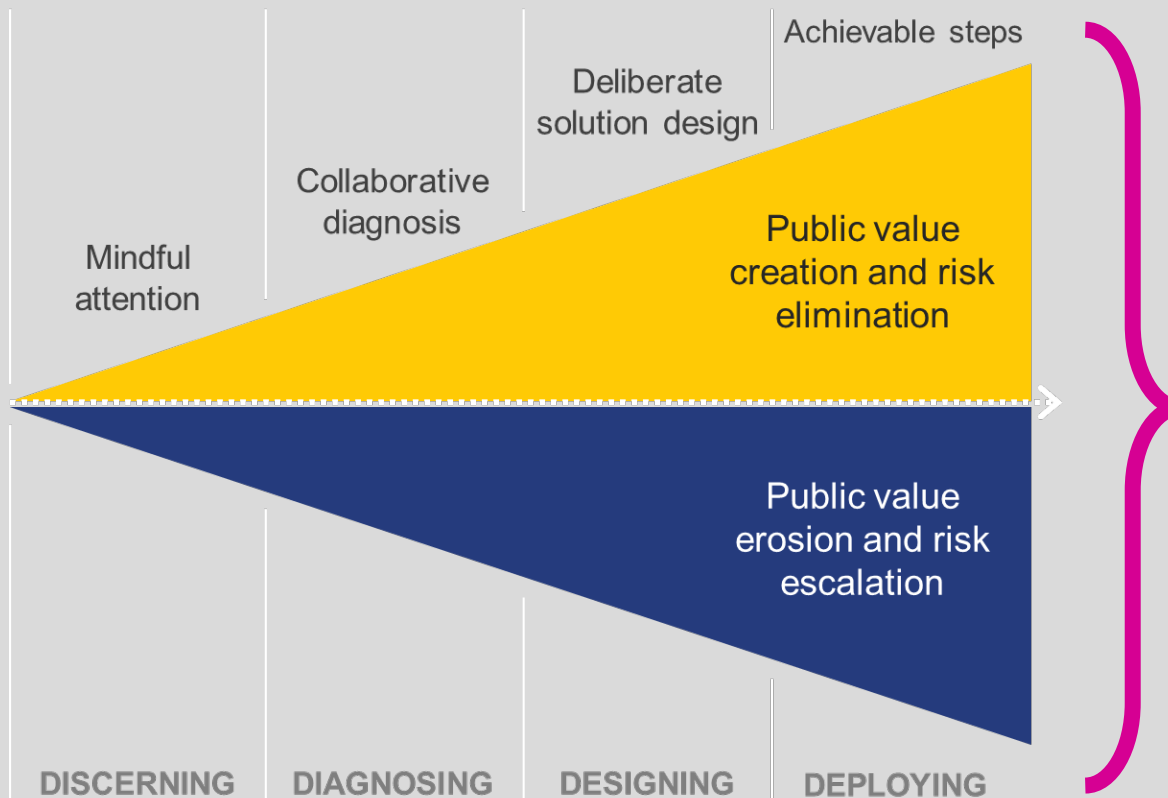 Achievable steps
Deliberate
solution design
Collaborative
diagnosis
Mindful
attention
Public value
creation and risk
elimination
Public value
erosion and risk
escalation
DISCERNING
DIAGNOSING
DESIGNING
DEPLOYING